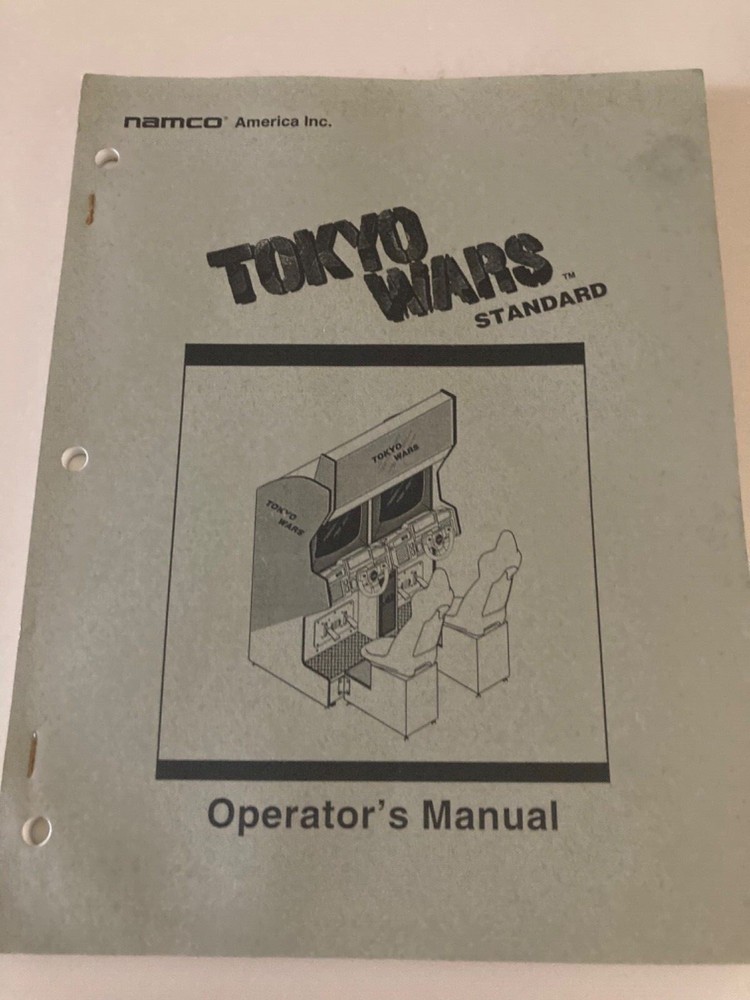 namco® America Inc.
TOKYO
WARS™
STANDARD
TOKYO
WARS
TOKYO
WARS
Operator's Manual